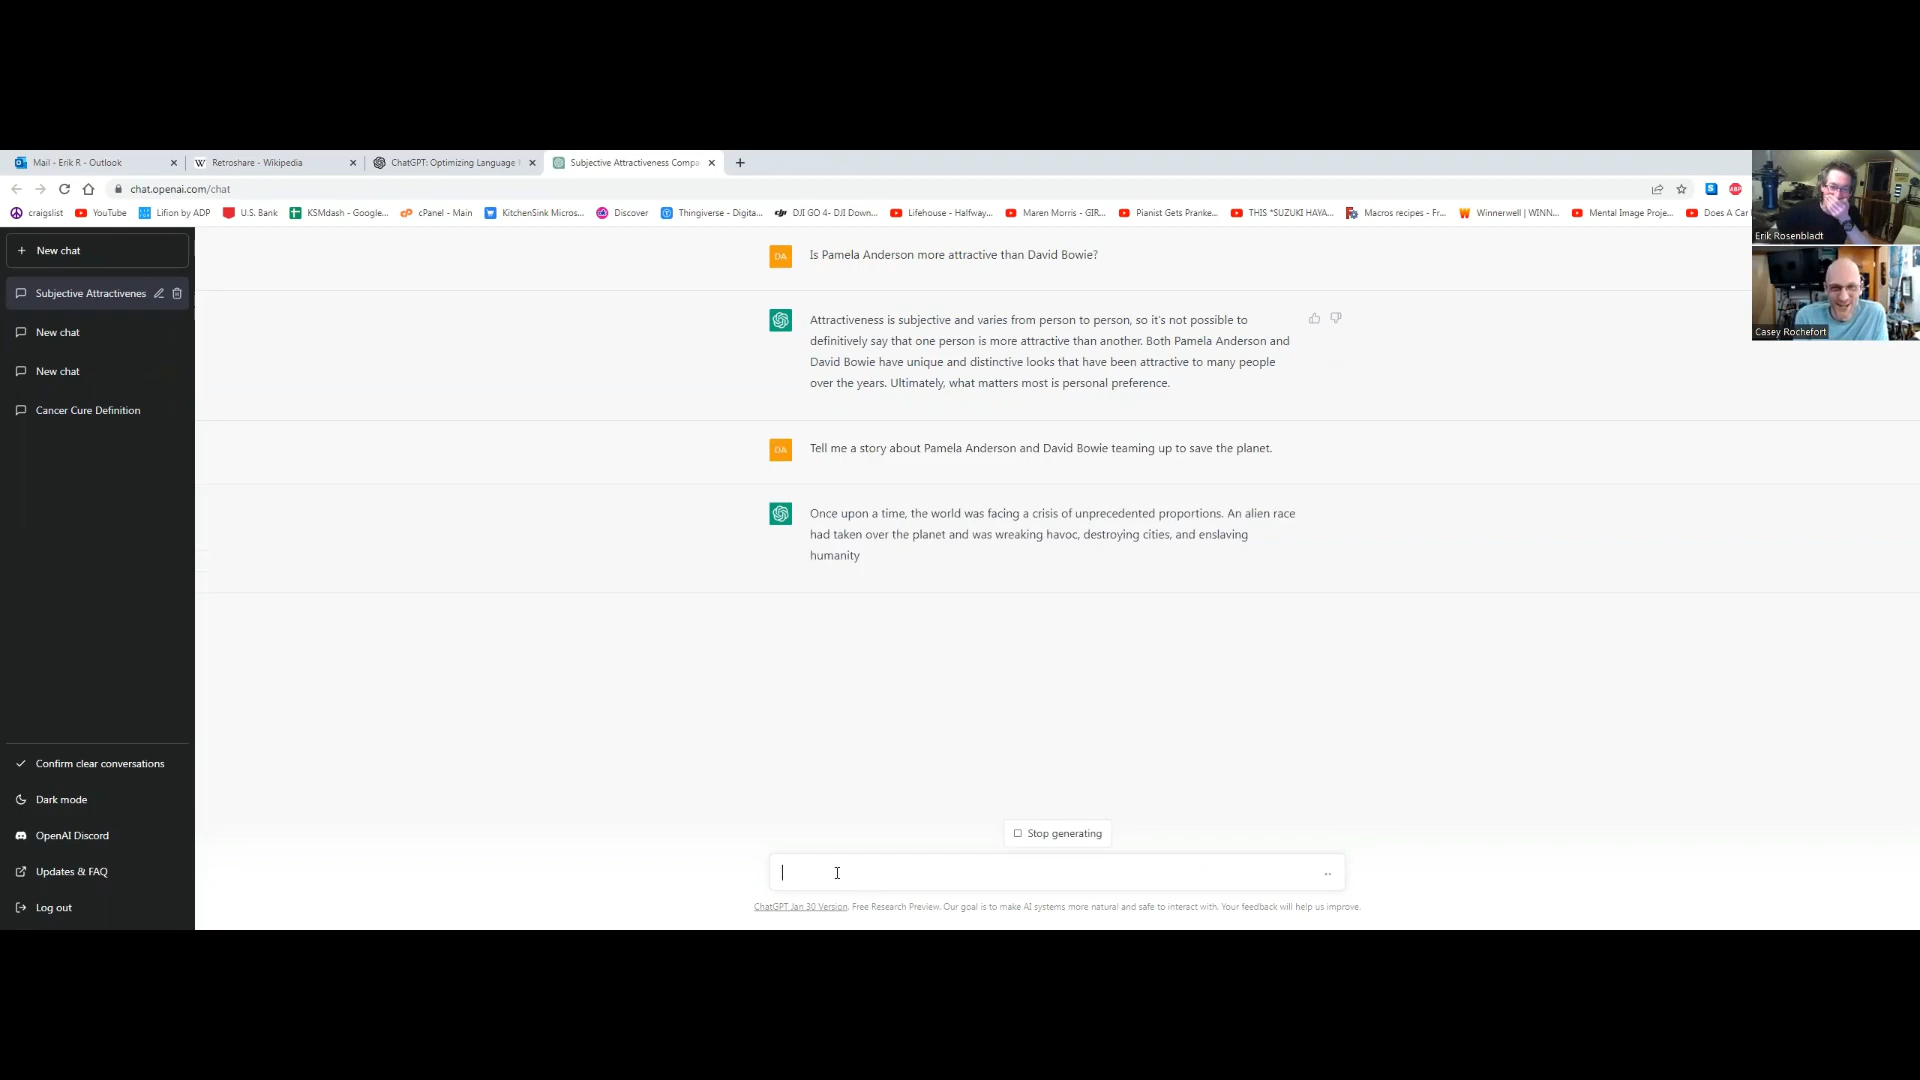 Mail - Erik R - Outlook
Retroshare - Wikipedia
ChatGPT: Optimizing Language
Subjective Attractiveness Compa
chat.openai.com/chat
craigslist
YouTube
Lifion by ADP
U.S. Bank
KSMdash - Google...
cPanel - Main
KitchenSink Micros...
Discover
Thingiverse - Digita...
DJI GO 4- DJI Down...
Lifehouse - Halfway...
Maren Morris - GIR...
Pianist Gets Pranke...
THIS *SUZUKI HAYA...
Macros recipes - Fr...
Winnerwell | WINN...
Mental Image Proje...
Does A Car
Erik Rosenbladt
Casey Rochefort
New chat
Subjective Attractivenes
New chat
New chat
Cancer Cure Definition
Confirm clear conversations
Dark mode
OpenAI Discord
Updates & FAQ
Log out
DA
Is Pamela Anderson more attractive than David Bowie?
Attractiveness is subjective and varies from person to person, so it's not possible to
definitively say that one person is more attractive than another. Both Pamela Anderson and
David Bowie have unique and distinctive looks that have been attractive to many people
over the years. Ultimately, what matters most is personal preference.
DA
Tell me a story about Pamela Anderson and David Bowie teaming up to save the planet.
Once upon a time, the world was facing a crisis of unprecedented proportions. An alien race
had taken over the planet and was wreaking havoc, destroying cities, and enslaving
humanity
Stop generating
ChatGPT Jan 30 Version. Free Research Preview. Our goal is to make AI systems more natural and safe to interact with. Your feedback will help us improve.